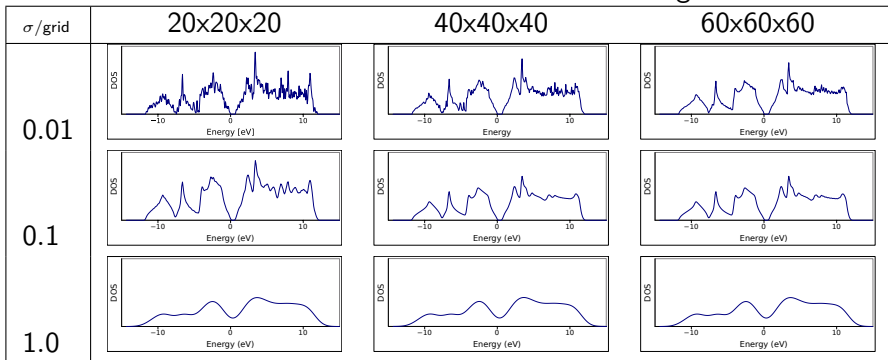 σ/grid 20x20x20 40x40x40 60x60x60
DOS DOS DOS
−10 0 10 −10 0 10 −10 0 10
Energy [eV] Energy Energy (eV)
0.01
DOS DOS DOS
−10 0 10 −10 0 10 −10 0 10
Energy (eV) Energy (eV) Energy (eV)
0.1
DOS DOS DOS
−10 0 10 −10 0 10 −10 0 10
Energy (eV) Energy (eV) Energy (eV)
1.0